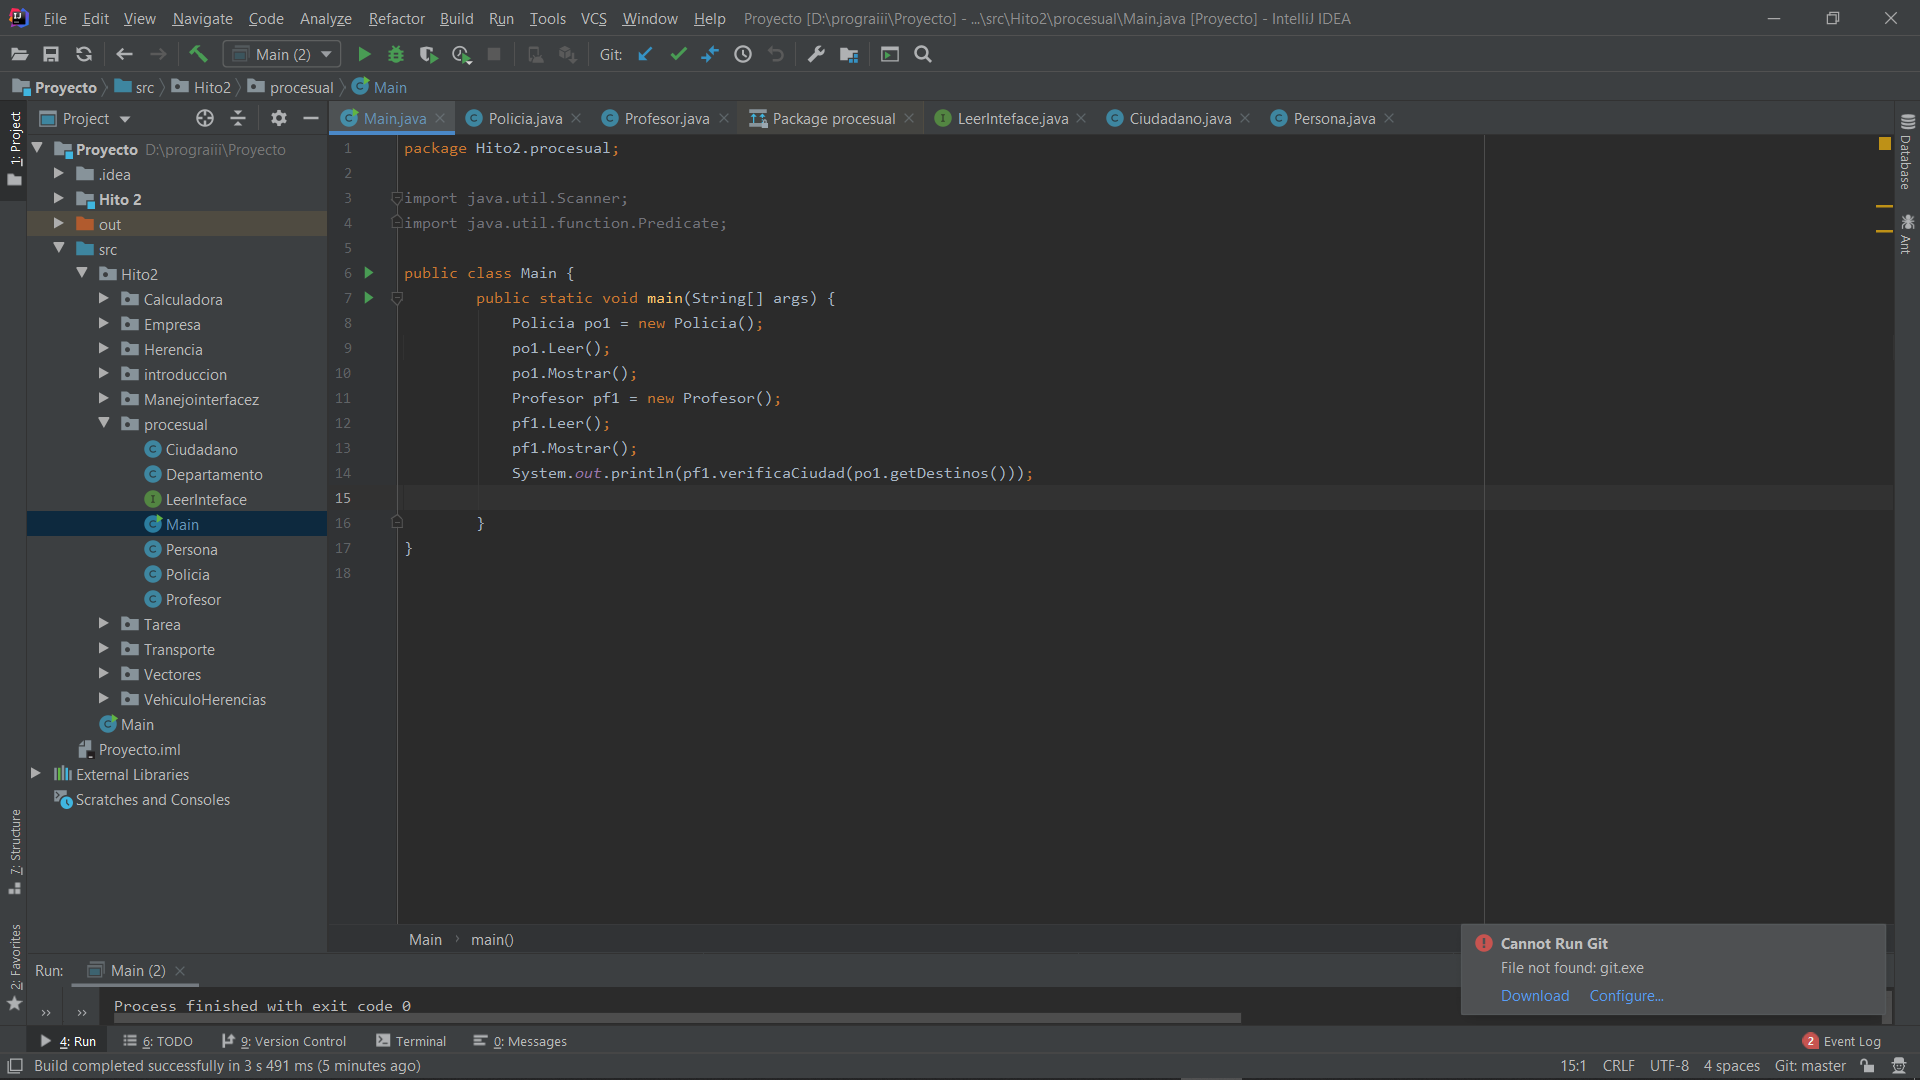 File Edit View Navigate Code Analyze Refactor Build Run Tools VCS Window Help Proyecto [D:\prograiii\Proyecto] - ...\src\Hito2\procesual\Main.java [Proyecto] - IntelliJ IDEA
Main (2) Git:
Proyecto src Hito2 procesual Main
1: Project
Project
Main.java Policia.java Profesor.java Package procesual LeerInteface.java Ciudadano.java Persona.java
Proyecto D:\prograiii\Proyecto
.idea
Hito 2
out
src
Hito2
Calculadora
Empresa
Herencia
introduccion
Manejointerfacez
procesual
Ciudadano
Departamento
LeerInteface
Main
Persona
Policia
Profesor
Tarea
Transporte
Vectores
VehiculoHerencias
Main
Proyecto.iml
External Libraries
Scratches and Consoles
7: Structure
2: Favorites
1 package Hito2.procesual;
2
3 import java.util.Scanner;
4 import java.util.function.Predicate;
5
6 public class Main {
7 public static void main(String[] args) {
8 Policia po1 = new Policia();
9 po1.Leer();
10 po1.Mostrar();
11 Profesor pf1 = new Profesor();
12 pf1.Leer();
13 pf1.Mostrar();
14 System.out.println(pf1.verificaCiudad(po1.getDestinos()));
15
16 }
17 }
18
Database
Ant
Main main()
Cannot Run Git
File not found: git.exe
Download Configure...
Run: Main (2)
Process finished with exit code 0
4: Run 6: TODO 9: Version Control Terminal 0: Messages 2 Event Log
Build completed successfully in 3 s 491 ms (5 minutes ago) 15:1 CRLF UTF-8 4 spaces Git: master